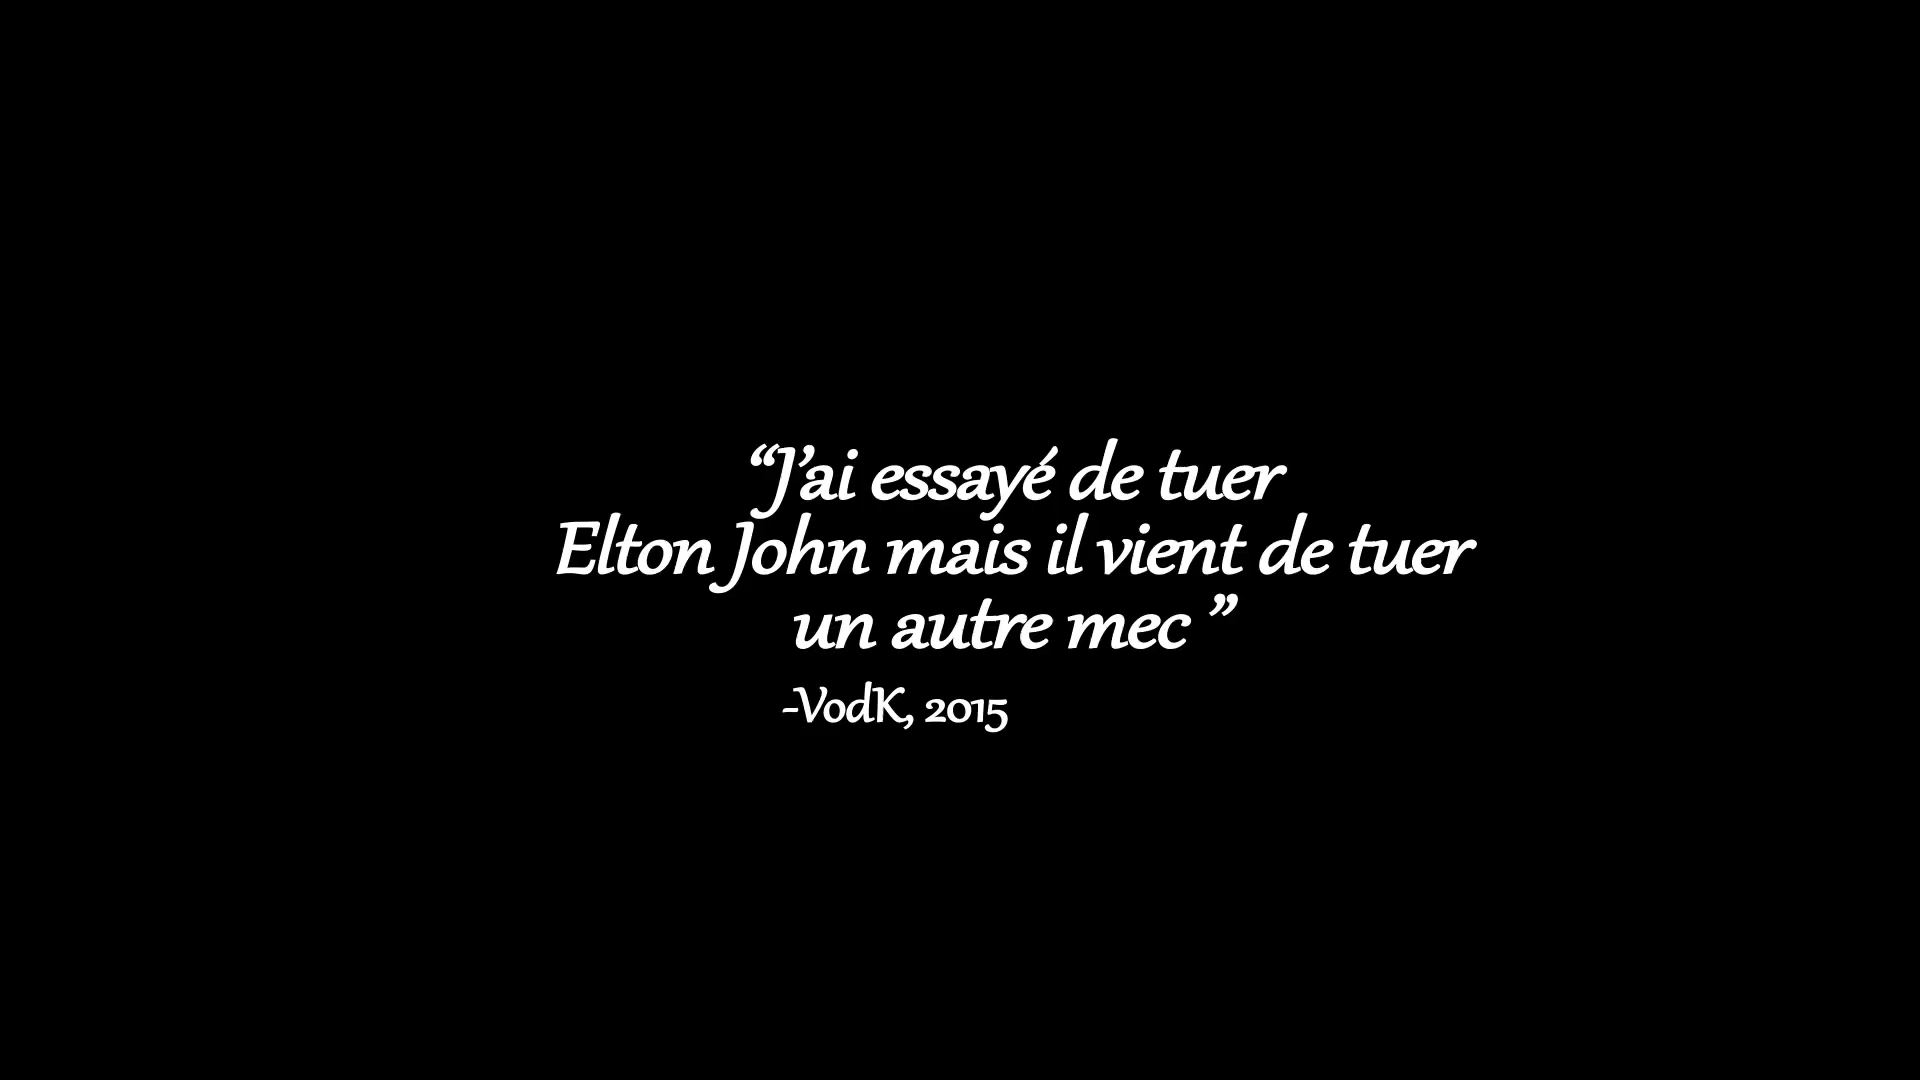 “J’ai essayé de tuer
Elton John mais il vient de tuer
un autre mec ”
-VodK, 2015